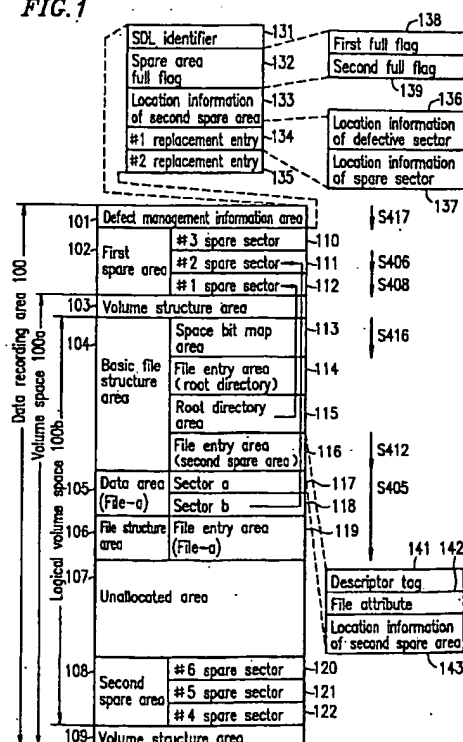 FIG. 1
SDL identifier
131
Spare area
full flag
132
Location information
of second spare area
133
#1 replacement entry
134
#2 replacement entry
135
138
First full flag
Second full flag
139
136
Location information
of defective sector
Location information
of spare sector
137
Data recording area 100
Volume space 100a
Logical volume space 100b
101
Defect management information area
S417
102
First
spare area
#3 spare sector
110
#2 spare sector
111
S406
#1 spare sector
112
S408
103
Volume structure area
104
Basic file
structure
area
Space bit map
area
113
S416
File entry area
(root directory)
114
Root directory
area
115
File entry area
(second spare area)
116
S412
105
Data area
(File-a)
Sector a
117
Sector b
118
S405
106
File structure
area
File entry area
(File-a)
119
107
Unallocated area
141
142
Descriptor tag
File attribute
Location information
of second spare area
143
108
Second
spare area
#6 spare sector
120
#5 spare sector
121
#4 spare sector
122
109
Volume structure area